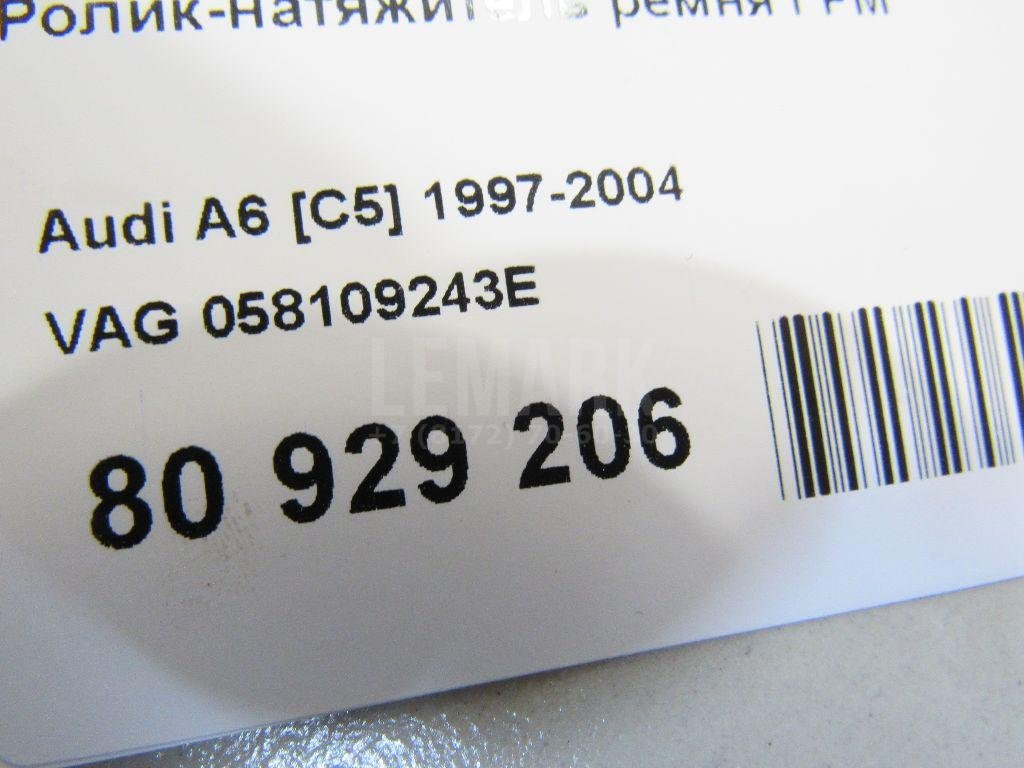 Ролик-натяжитель ремня ГРМ
Audi A6 [C5] 1997-2004
VAG 058109243E
LEMARK
80 929 206